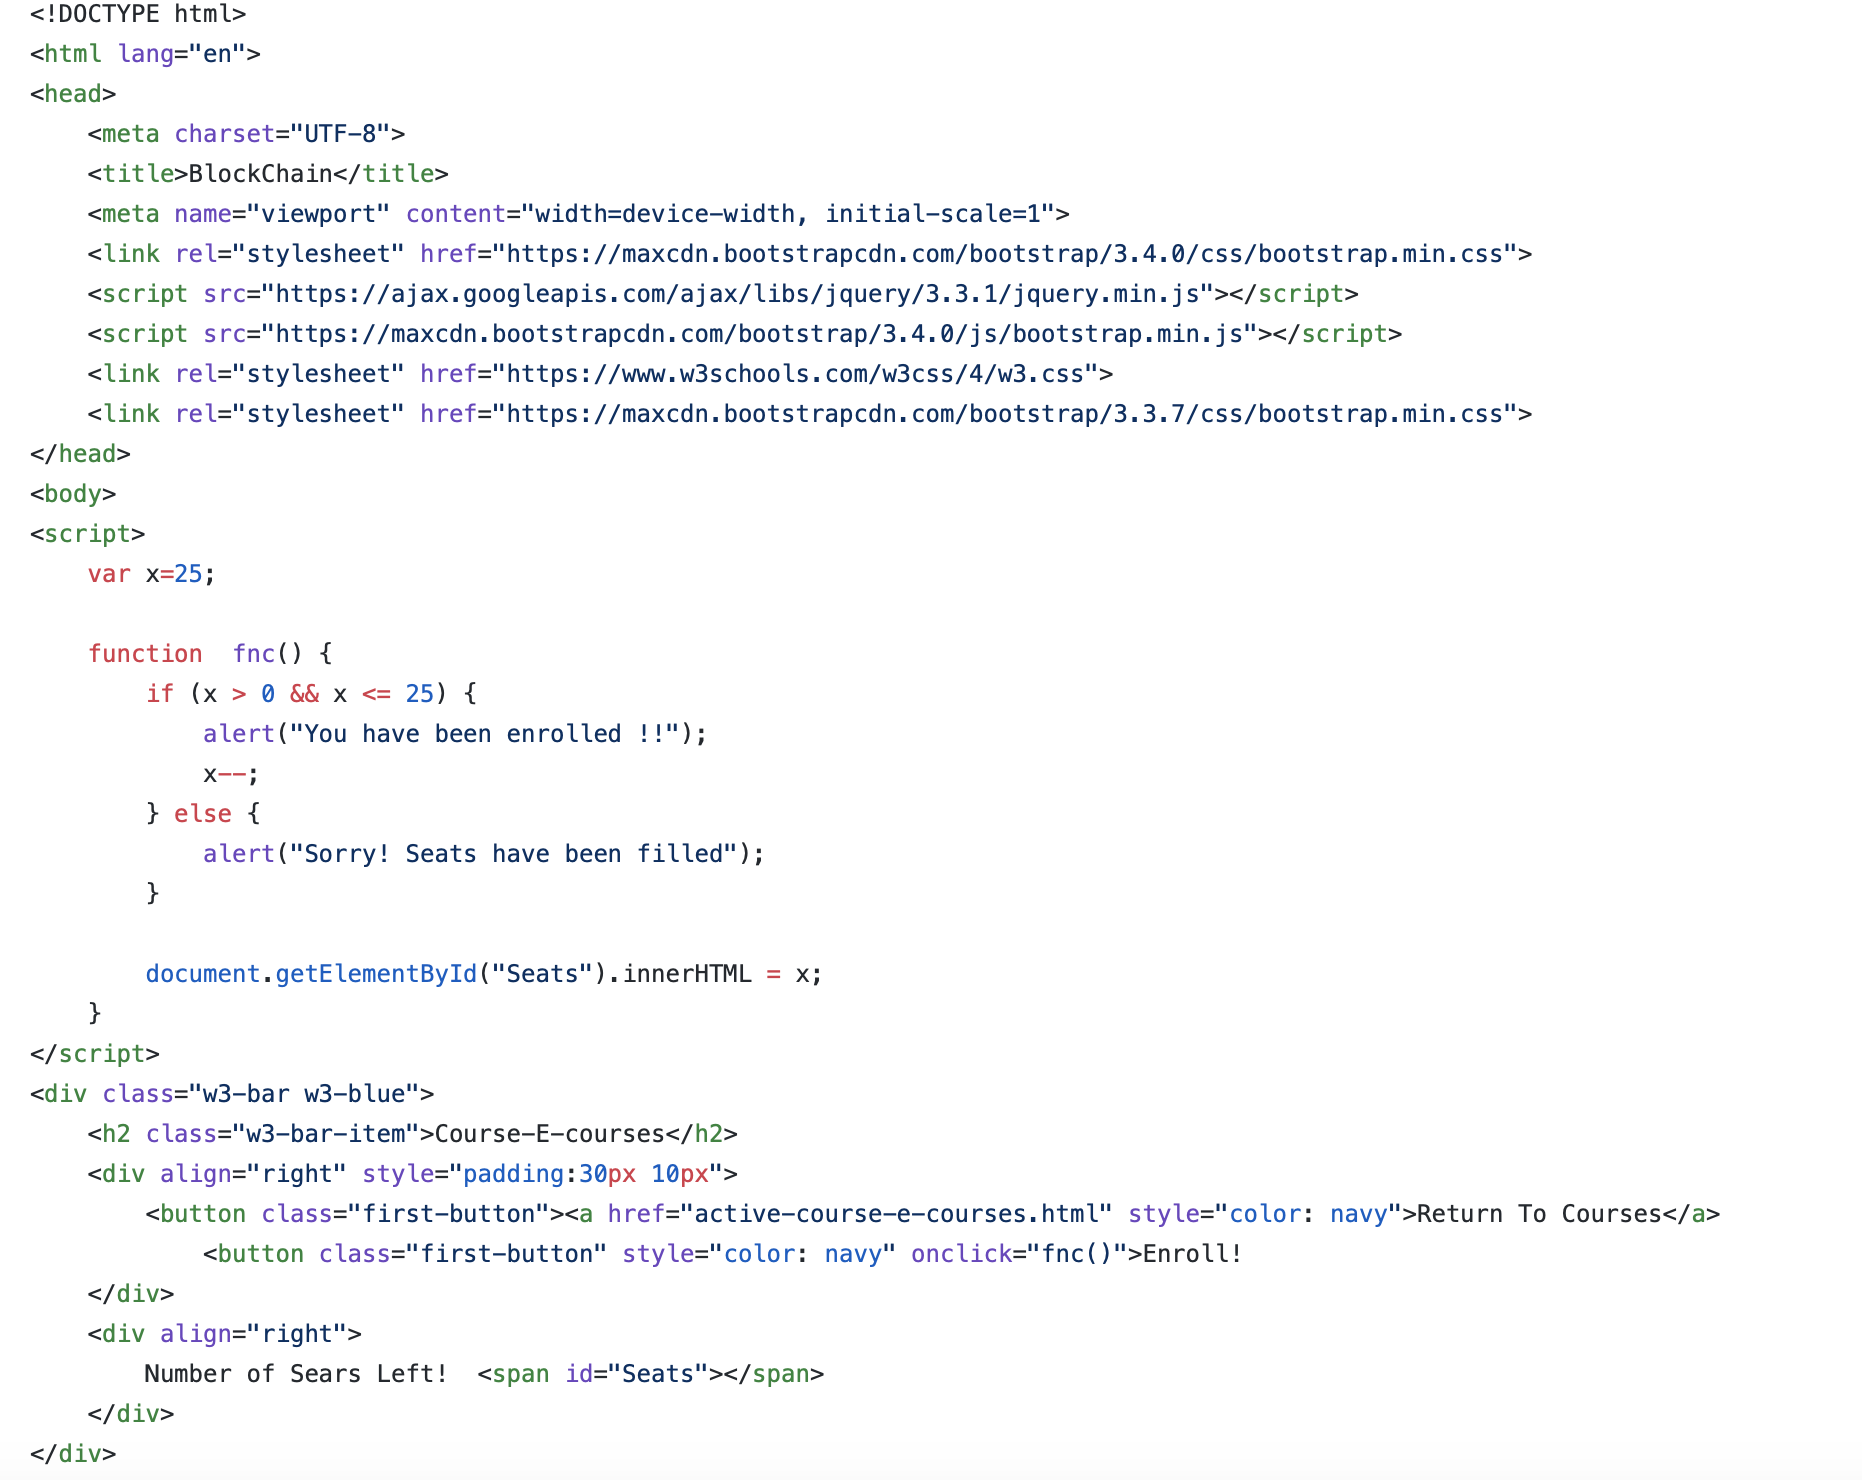 <!DOCTYPE html>
<html lang="en">
<head>
    <meta charset="UTF-8">
    <title>BlockChain</title>
    <meta name="viewport" content="width=device-width, initial-scale=1">
    <link rel="stylesheet" href="https://maxcdn.bootstrapcdn.com/bootstrap/3.4.0/css/bootstrap.min.css">
    <script src="https://ajax.googleapis.com/ajax/libs/jquery/3.3.1/jquery.min.js"></script>
    <script src="https://maxcdn.bootstrapcdn.com/bootstrap/3.4.0/js/bootstrap.min.js"></script>
    <link rel="stylesheet" href="https://www.w3schools.com/w3css/4/w3.css">
    <link rel="stylesheet" href="https://maxcdn.bootstrapcdn.com/bootstrap/3.3.7/css/bootstrap.min.css">
</head>
<body>
<script>
    var x=25;

    function  fnc() {
        if (x > 0 && x <= 25) {
            alert("You have been enrolled !!");
            x--;
        } else {
            alert("Sorry! Seats have been filled");
        }

        document.getElementById("Seats").innerHTML = x;
    }
</script>
<div class="w3-bar w3-blue">
    <h2 class="w3-bar-item">Course-E-courses</h2>
    <div align="right" style="padding:30px 10px">
        <button class="first-button"><a href="active-course-e-courses.html" style="color: navy">Return To Courses</a>
            <button class="first-button" style="color: navy" onclick="fnc()">Enroll!
    </div>
    <div align="right">
        Number of Sears Left!  <span id="Seats"></span>
    </div>
</div>